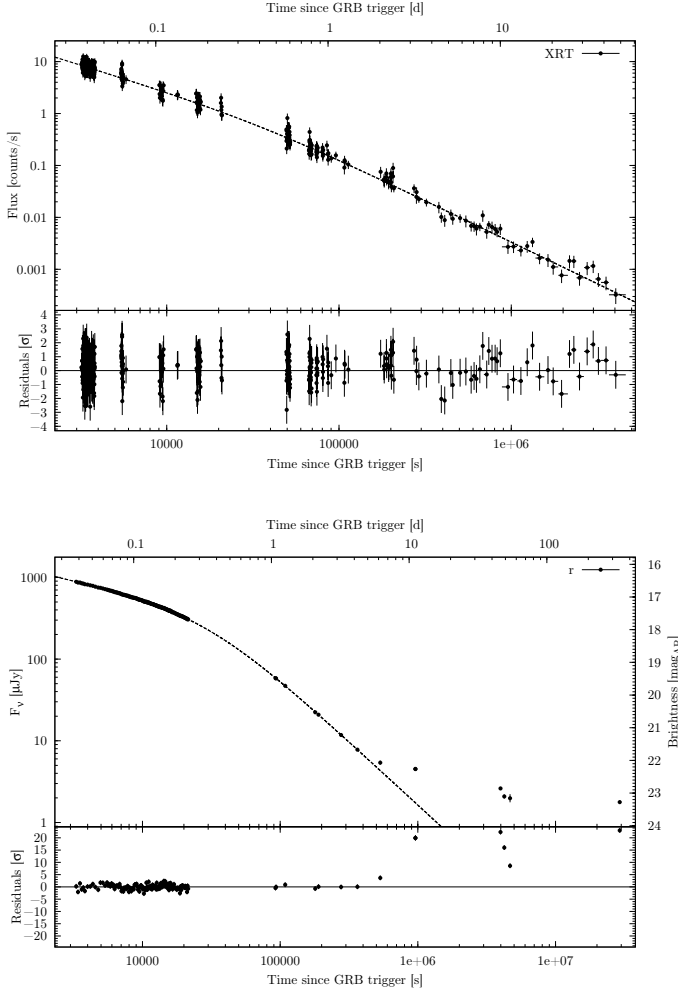 Time since GRB trigger [d]
0.1 1 10
XRT
10
1
0.1
0.01
0.001
Flux [counts/s]
4
3
2
1
0
−1
−2
−3
−4
Residuals [σ]
10000 100000 1e+06
Time since GRB trigger [s]
Time since GRB trigger [d]
0.1 1 10 100
r
1000
100
10
1
Fν [µJy]
16
17
18
19
20
21
22
23
24
Brightness [magAB]
20
15
10
5
0
−5
−10
−15
−20
Residuals [σ]
10000 100000 1e+06 1e+07
Time since GRB trigger [s]